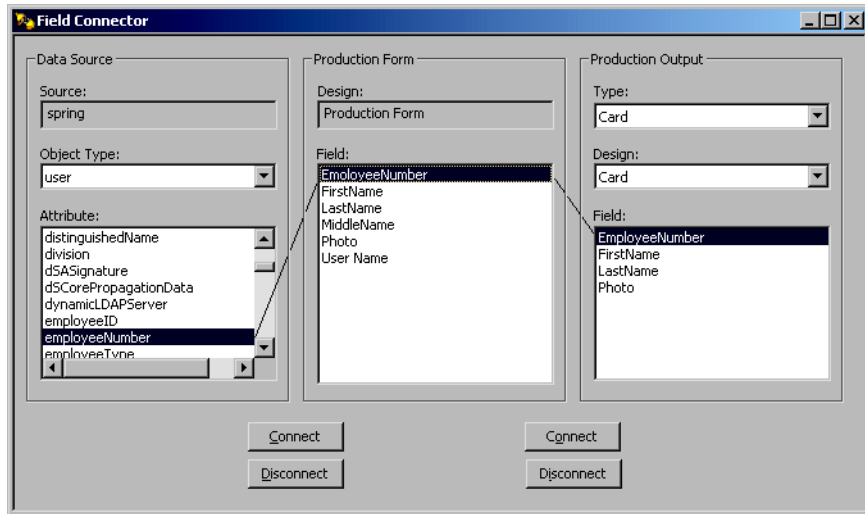 Field Connector
Data Source
Source:
spring
Object Type:
user
Attribute:
distinguishedName
division
dSASignature
dSCorePropagationData
dynamicLDAPServer
employeeID
employeeNumber
employeeType
Production Form
Design:
Production Form
Field:
EmoloyeeNumber
FirstName
LastName
MiddleName
Photo
User Name
Production Output
Type:
Card
Design:
Card
Field:
EmployeeNumber
FirstName
LastName
Photo
Connect
Connect
Disconnect
Disconnect